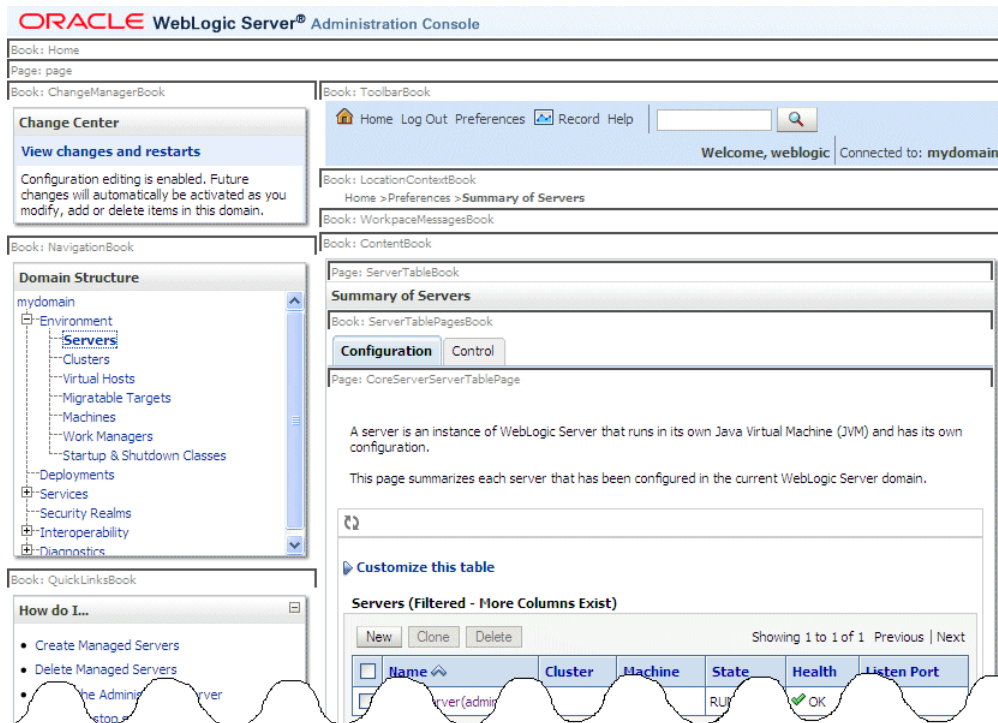 ORACLE WebLogic Server® Administration Console
Book: Home
Page: page
Book: ChangeManagerBook
Change Center
View changes and restarts
Configuration editing is enabled. Future
changes will automatically be activated as you
modify, add or delete items in this domain.
Book: NavigationBook
Domain Structure
mydomain
Environment
Servers
Clusters
Virtual Hosts
Migratable Targets
Machines
Work Managers
Startup & Shutdown Classes
Deployments
Services
Security Realms
Interoperability
Diagnostics
Book: QuickLinksBook
How do I...
Create Managed Servers
Delete Managed Servers
the Adminis
Book: ToolbarBook
Home Log Out Preferences Record Help
Welcome, weblogic Connected to: mydomain
Book: LocationContextBook
Home >Preferences >Summary of Servers
Book: WorkpaceMessagesBook
Book: ContentBook
Page: ServerTableBook
Summary of Servers
Book: ServerTablePagesBook
Configuration Control
Page: CoreServerServerTablePage
A server is an instance of WebLogic Server that runs in its own Java Virtual Machine (JVM) and has its own
configuration.
This page summarizes each server that has been configured in the current WebLogic Server domain.
Customize this table
Servers (Filtered - More Columns Exist)
New Clone Delete Showing 1 to 1 of 1 Previous | Next
Name Cluster Machine State Health Listen Port
OK